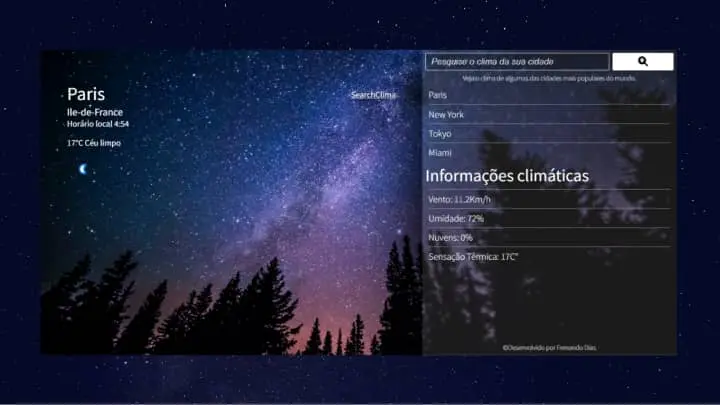 Paris
Ile-de-France
Horário local 4:54
17°C Céu limpo
SearchClima
Pesquise o clima da sua cidade
Veja o clima de algumas das cidades mais populares do mundo.
Paris
New York
Tokyo
Miami
Informações climáticas
Vento: 11.2Km/h
Umidade: 72%
Nuvens: 0%
Sensação Térmica: 17C°
©Desenvolvido por Fernando Dias.